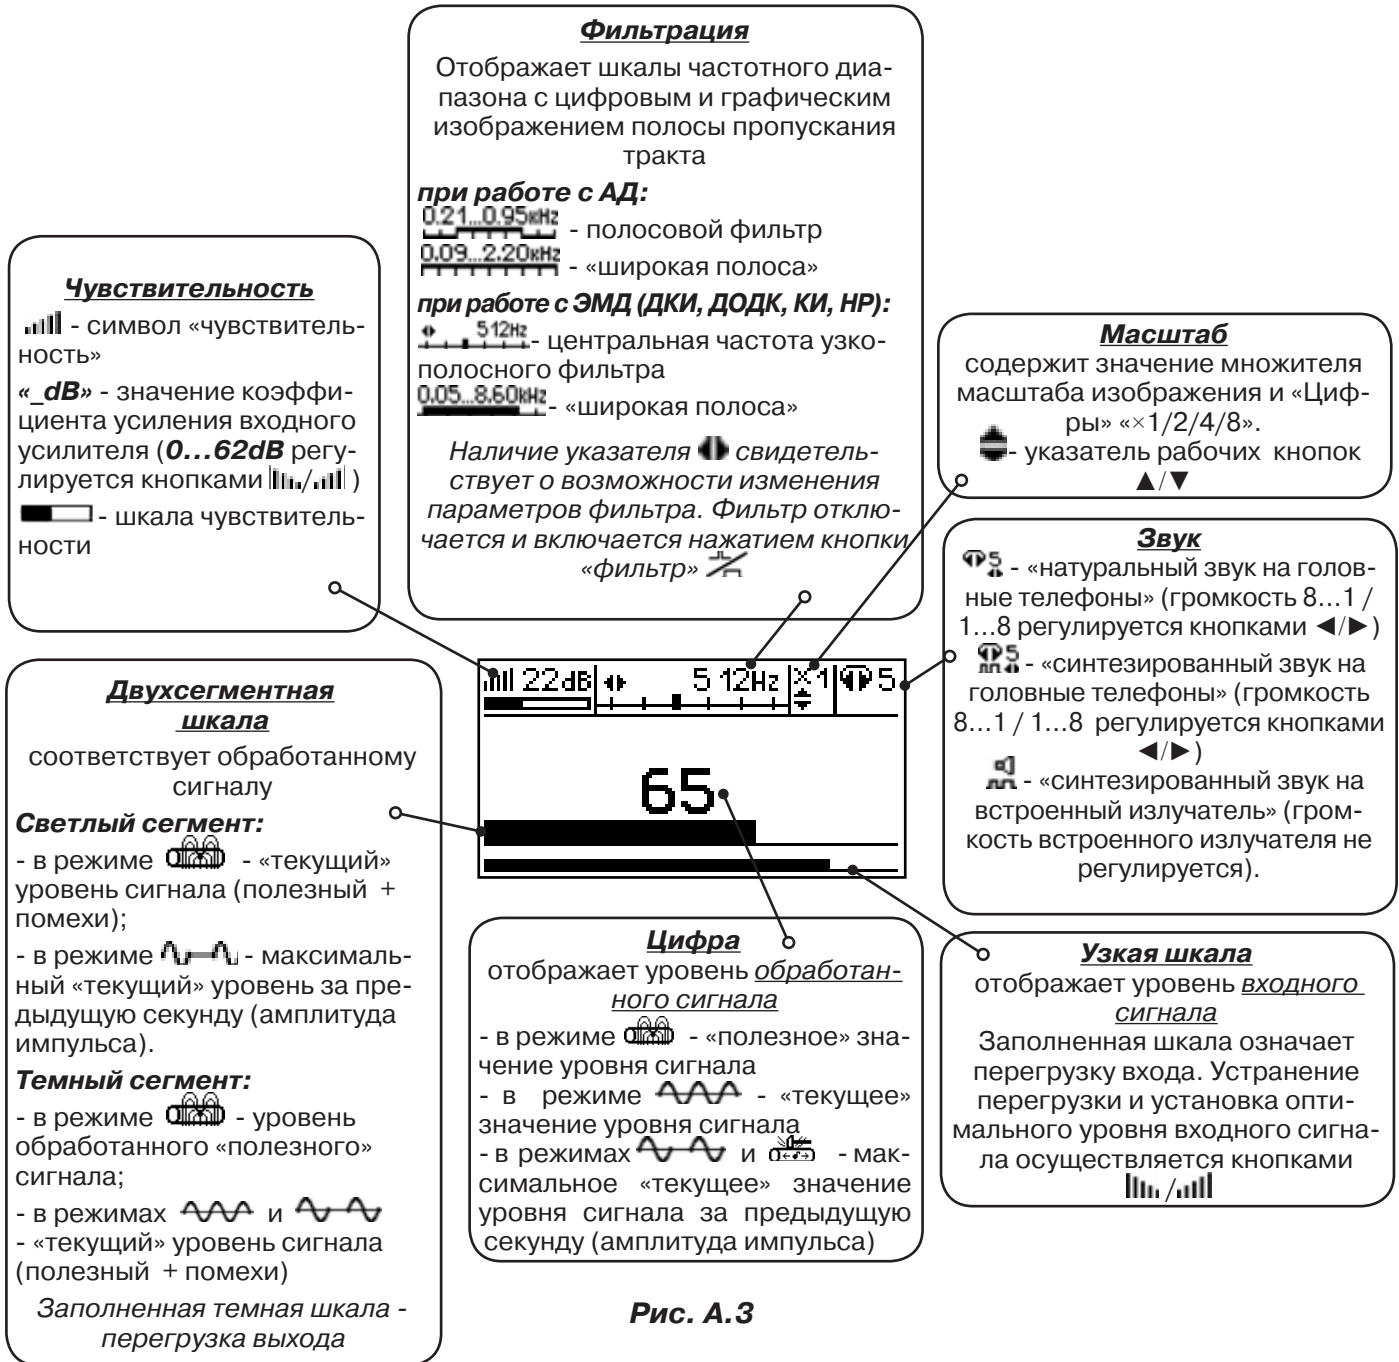 Фильтрация
Отображает шкалы частотного диа-
пазона с цифровым и графическим
изображением полосы пропускания
тракта
при работе с АД:
0.21...0.95кHz - полосовой фильтр
0.09...2.20кHz - «широкая полоса»
при работе с ЭМД (ДКИ, ДОДК, КИ, НР):
512Hz - центральная частота узко-
полосного фильтра
0.05...8.60кHz - «широкая полоса»
Наличие указателя ◀▶ свидетель-
ствует о возможности изменения
параметров фильтра. Фильтр отклю-
чается и включается нажатием кнопки
«фильтр»
Чувствительность
- символ «чувствитель-
ность»
«_dB» - значение коэффи-
циента усиления входного
усилителя (0...62dB регу-
лируется кнопками / )
- шкала чувствитель-
ности
Масштаб
содержит значение множителя
масштаба изображения и «Циф-
ры» «×1/2/4/8».
- указатель рабочих кнопок
▲/▼
Звук
5 - «натуральный звук на голов-
ные телефоны» (громкость 8...1 /
1...8 регулируется кнопками ◄/►)
5 - «синтезированный звук на
головные телефоны» (громкость
8...1 / 1...8 регулируется кнопками
◄/►)
- «синтезированный звук на
встроенный излучатель» (гром-
кость встроенного излучателя не
регулируется).
Двухсегментная
шкала
соответствует обработанному
сигналу
Светлый сегмент:
- в режиме - «текущий»
уровень сигнала (полезный +
помехи);
- в режиме - максималь-
ный «текущий» уровень за пре-
дыдущую секунду (амплитуда
импульса).
Темный сегмент:
- в режиме - уровень
обработанного «полезного»
сигнала;
- в режимах и
- «текущий» уровень сигнала
(полезный + помехи)
Заполненная темная шкала -
перегрузка выхода
22dB 512Hz X1 5
65
Цифра
отображает уровень обработан-
ного сигнала
- в режиме - «полезное» зна-
чение уровня сигнала
- в режиме - «текущее»
значение уровня сигнала
- в режимах и - мак-
симальное «текущее» значение
уровня сигнала за предыдущую
секунду (амплитуда импульса)
Узкая шкала
отображает уровень входного
сигнала
Заполненная шкала означает
перегрузку входа. Устранение
перегрузки и установка опти-
мального уровня входного сигна-
ла осуществляется кнопками
/
Рис. А.3